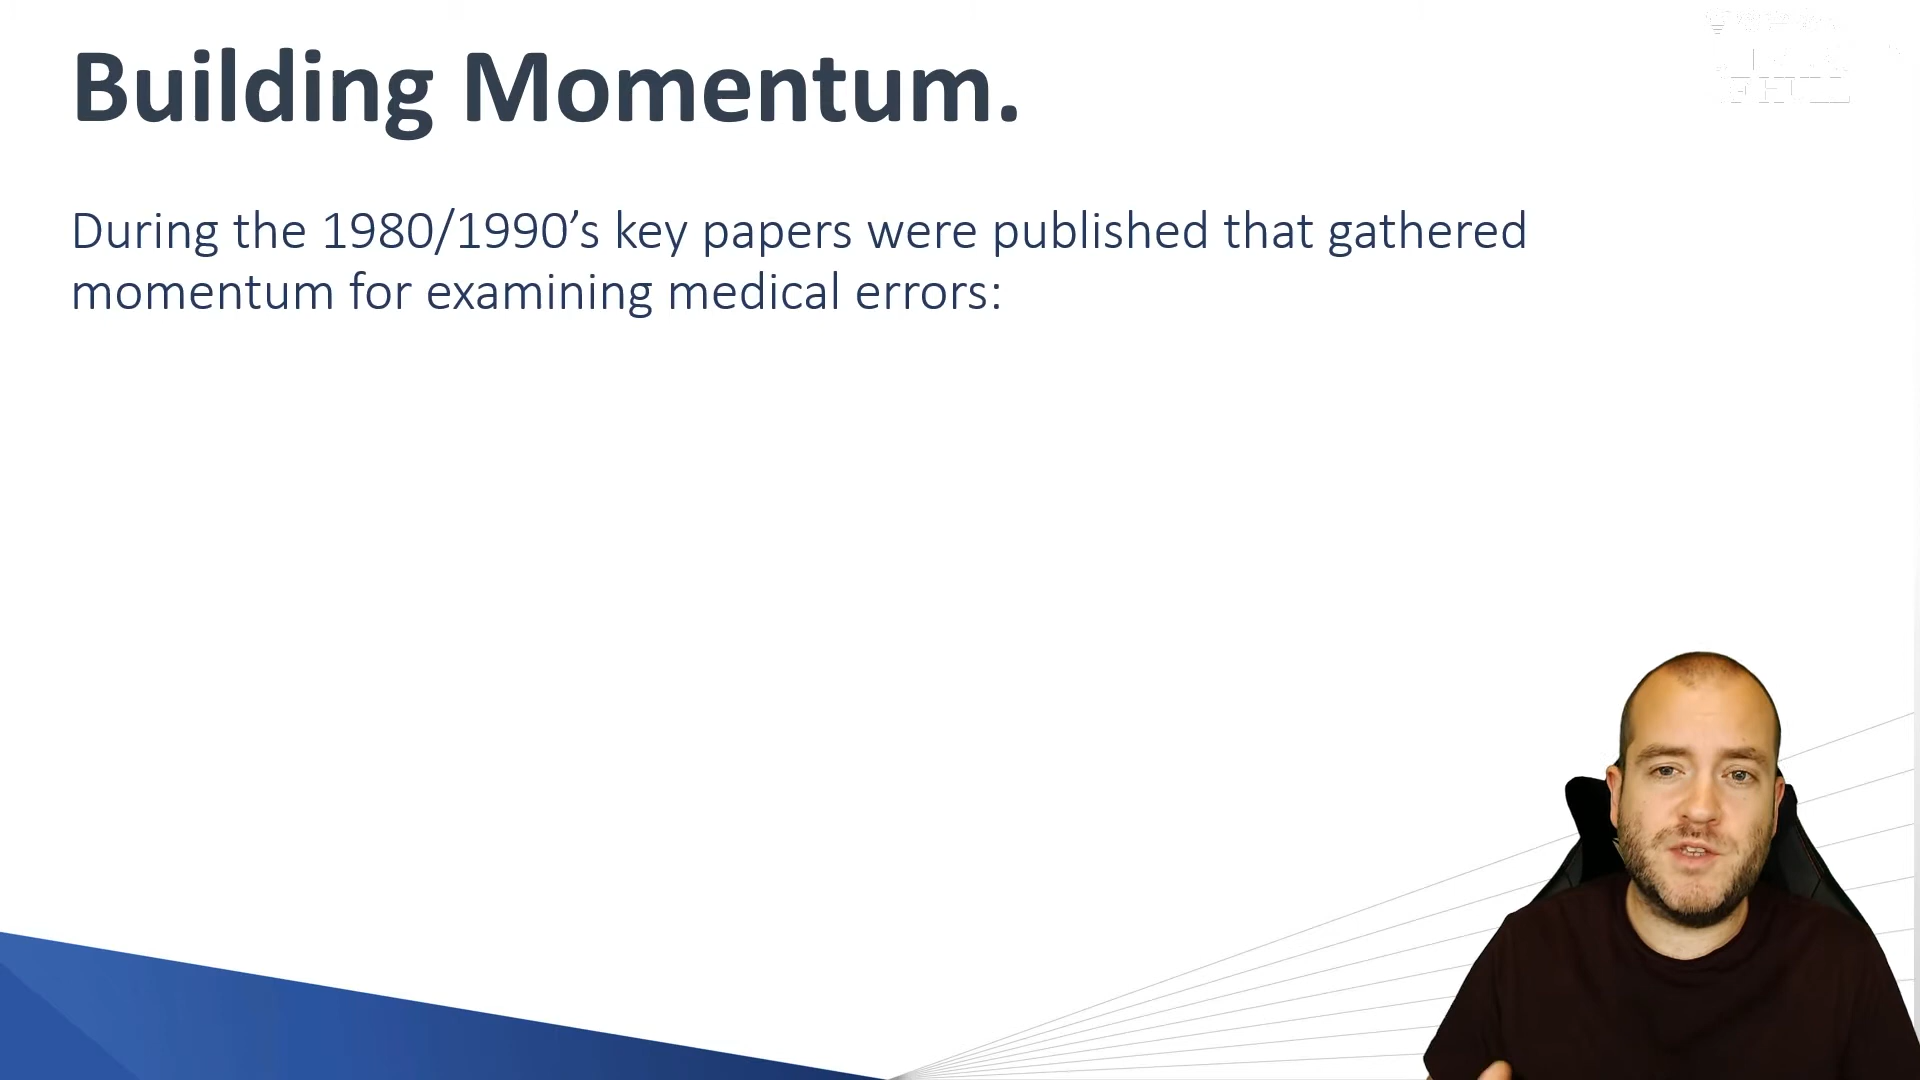 Building Momentum.
During the 1980/1990’s key papers were published that gathered
momentum for examining medical errors: